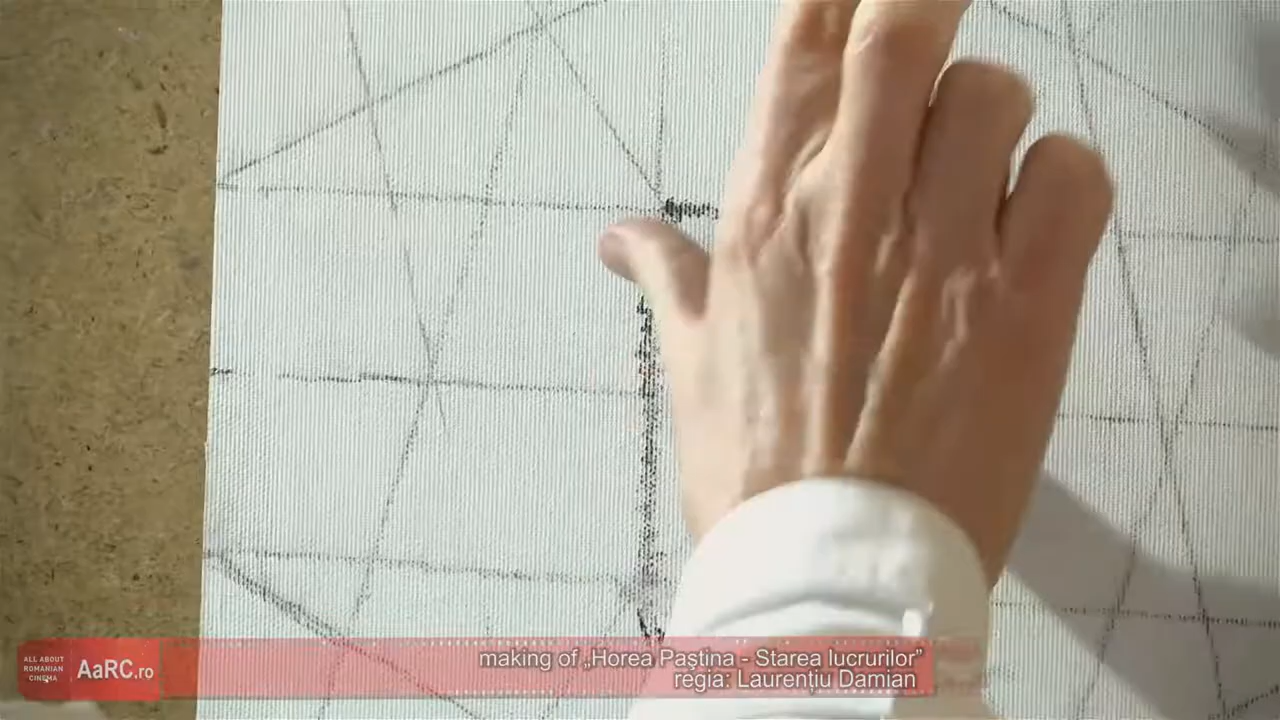 ALL ABOUT
ROMANIAN
CINEMA
AaRC.ro
making of „Horea Paştina - Starea lucrurilor”
regia: Laurenţiu Damian